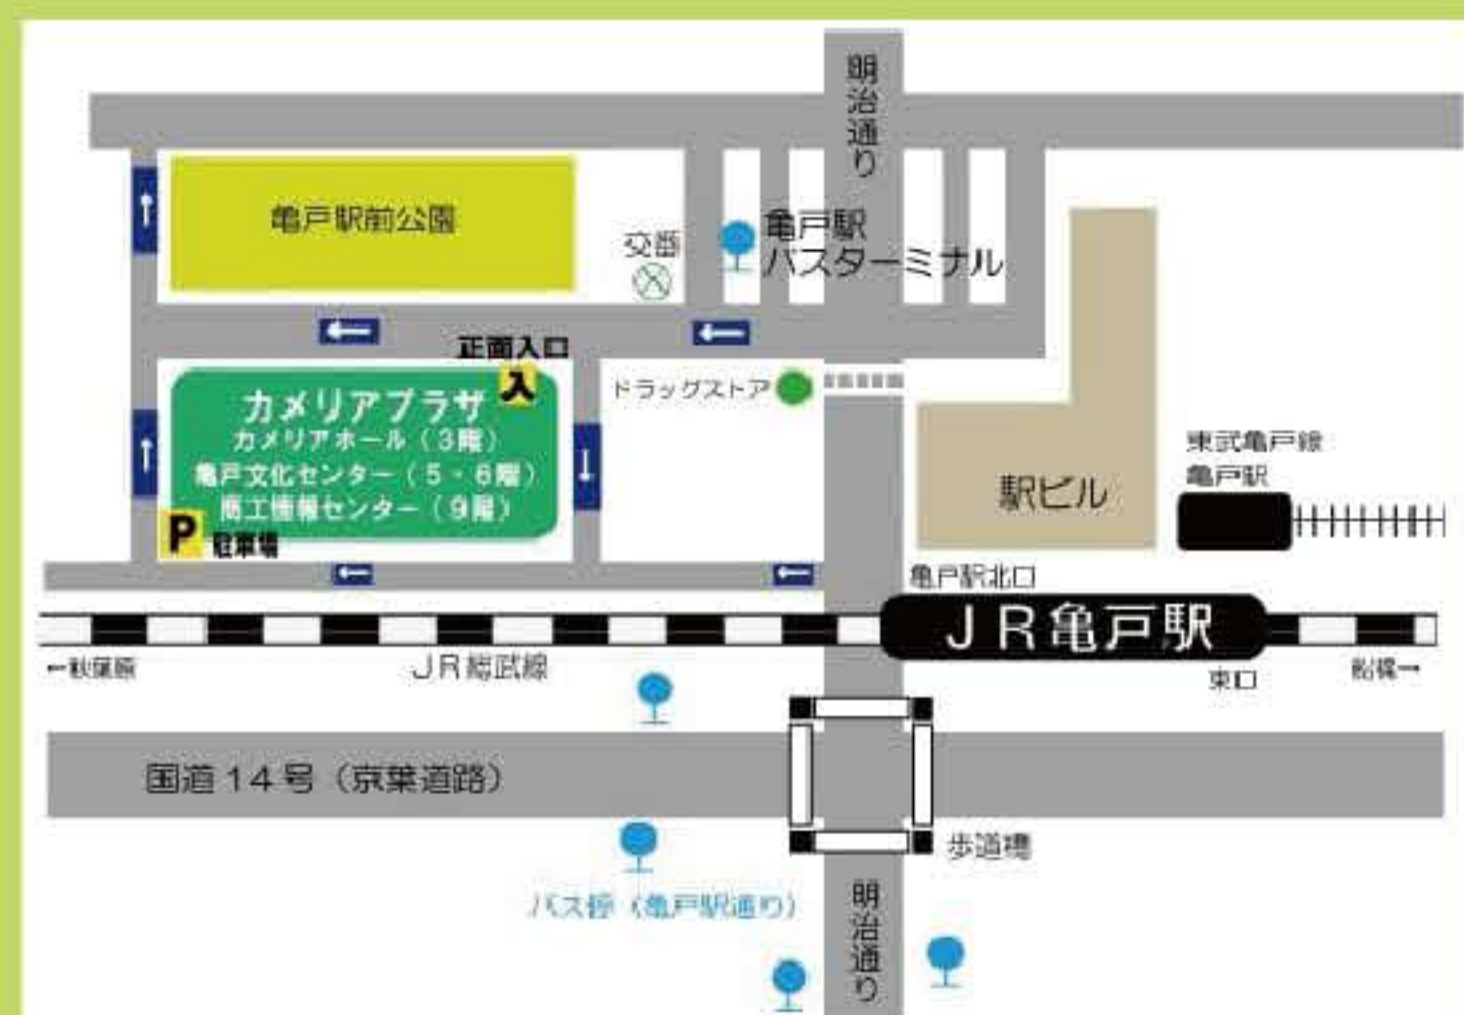 明治通り
亀戸駅前公園
交番
亀戸駅
バスターミナル
正面入口
入
カメリアプラザ
カメリアホール（3階）
亀戸文化センター（5・6階）
商工情報センター（9階）
P 駐車場
ドラッグストア
駅ビル
東武亀戸線
亀戸駅
亀戸駅北口
JR亀戸駅
←秋葉原
JR総武線
東口
船橋→
国道14号（京葉道路）
歩道橋
バス停（亀戸駅通り）
明治通り